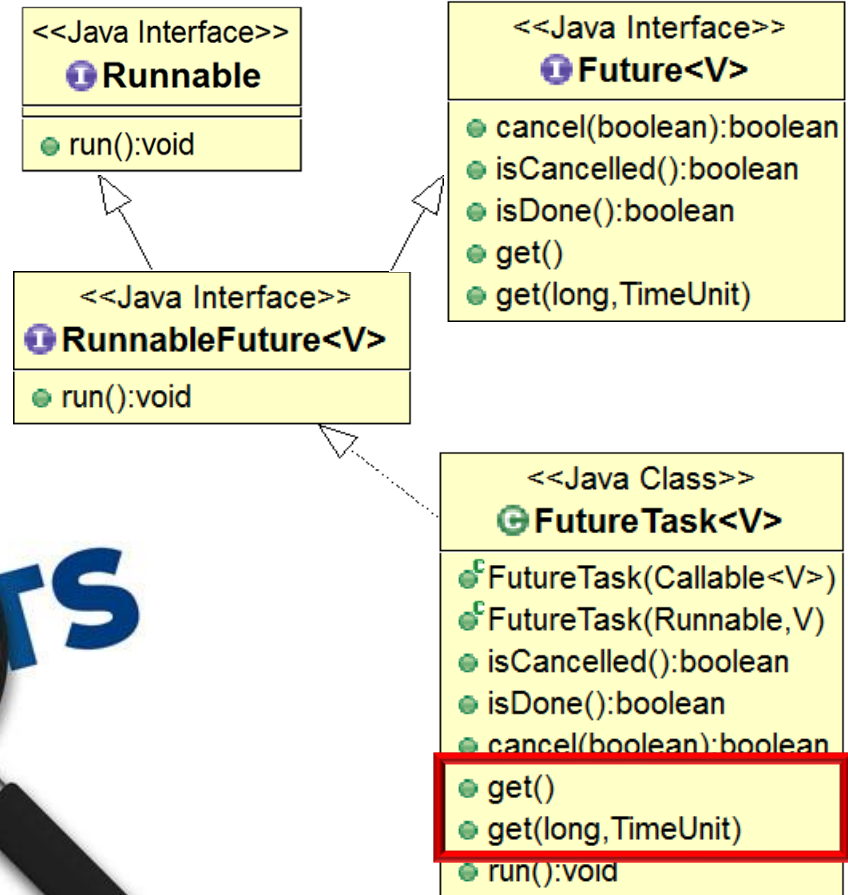 <<Java Interface>>
Runnable
run():void
<<Java Interface>>
Future<V>
cancel(boolean):boolean
isCancelled():boolean
isDone():boolean
get()
get(long,TimeUnit)
<<Java Interface>>
RunnableFuture<V>
run():void
<<Java Class>>
FutureTask<V>
FutureTask(Callable<V>)
FutureTask(Runnable,V)
isCancelled():boolean
isDone():boolean
cancel(boolean):boolean
get()
get(long,TimeUnit)
run():void
TS